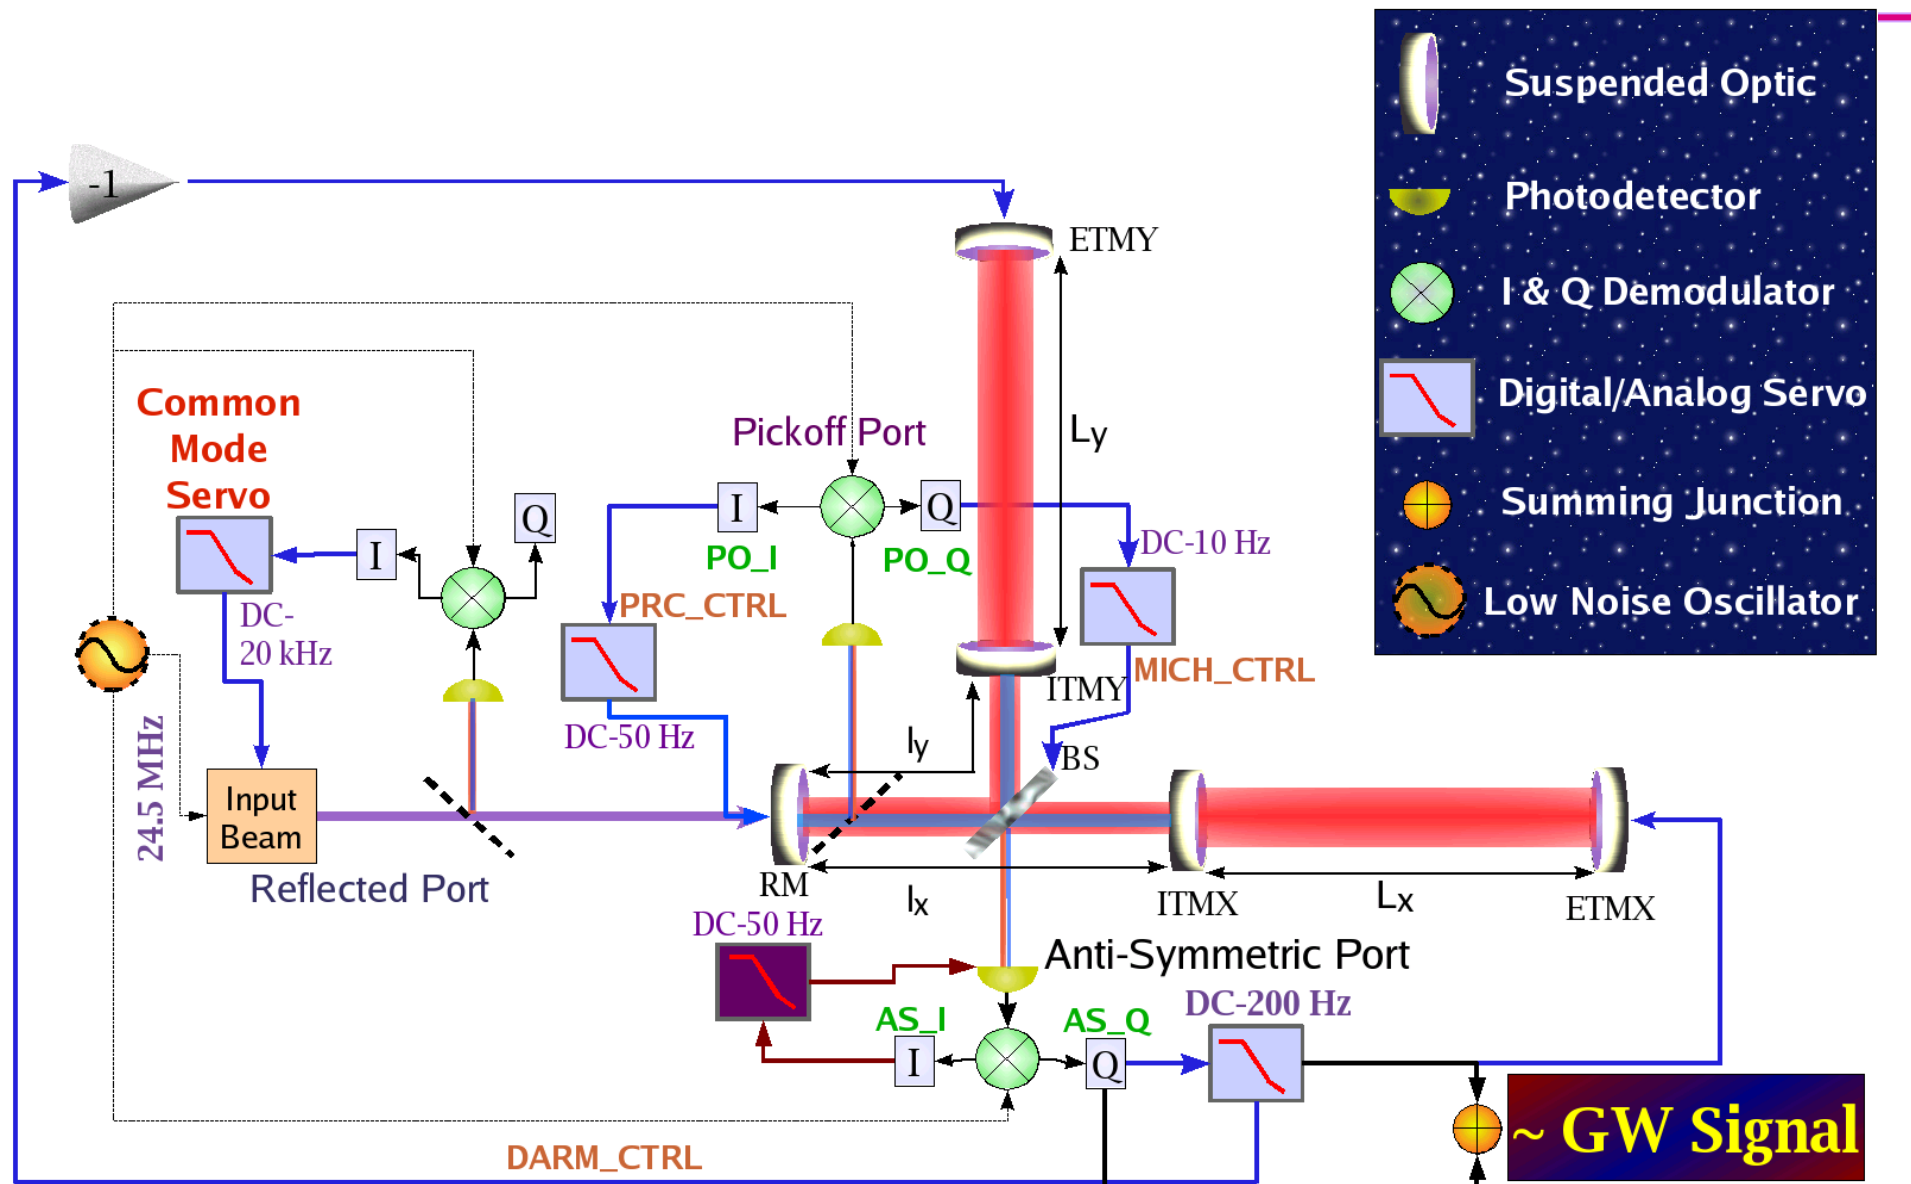 Suspended Optic
Photodetector
I & Q Demodulator
Digital/Analog Servo
Summing Junction
Low Noise Oscillator
-1
ETMY
Ly
Common
Mode
Servo
Pickoff Port
I
Q
PO_I
PO_Q
DC-10 Hz
I
Q
PRC_CTRL
DC-
20 kHz
MICH_CTRL
ITMY
DC-50 Hz
ly
BS
24.5 MHz
Input
Beam
Reflected Port
RM
lx
ITMX
Lx
ETMX
DC-50 Hz
Anti-Symmetric Port
DC-200 Hz
AS_I
AS_Q
I
Q
~ GW Signal
DARM_CTRL